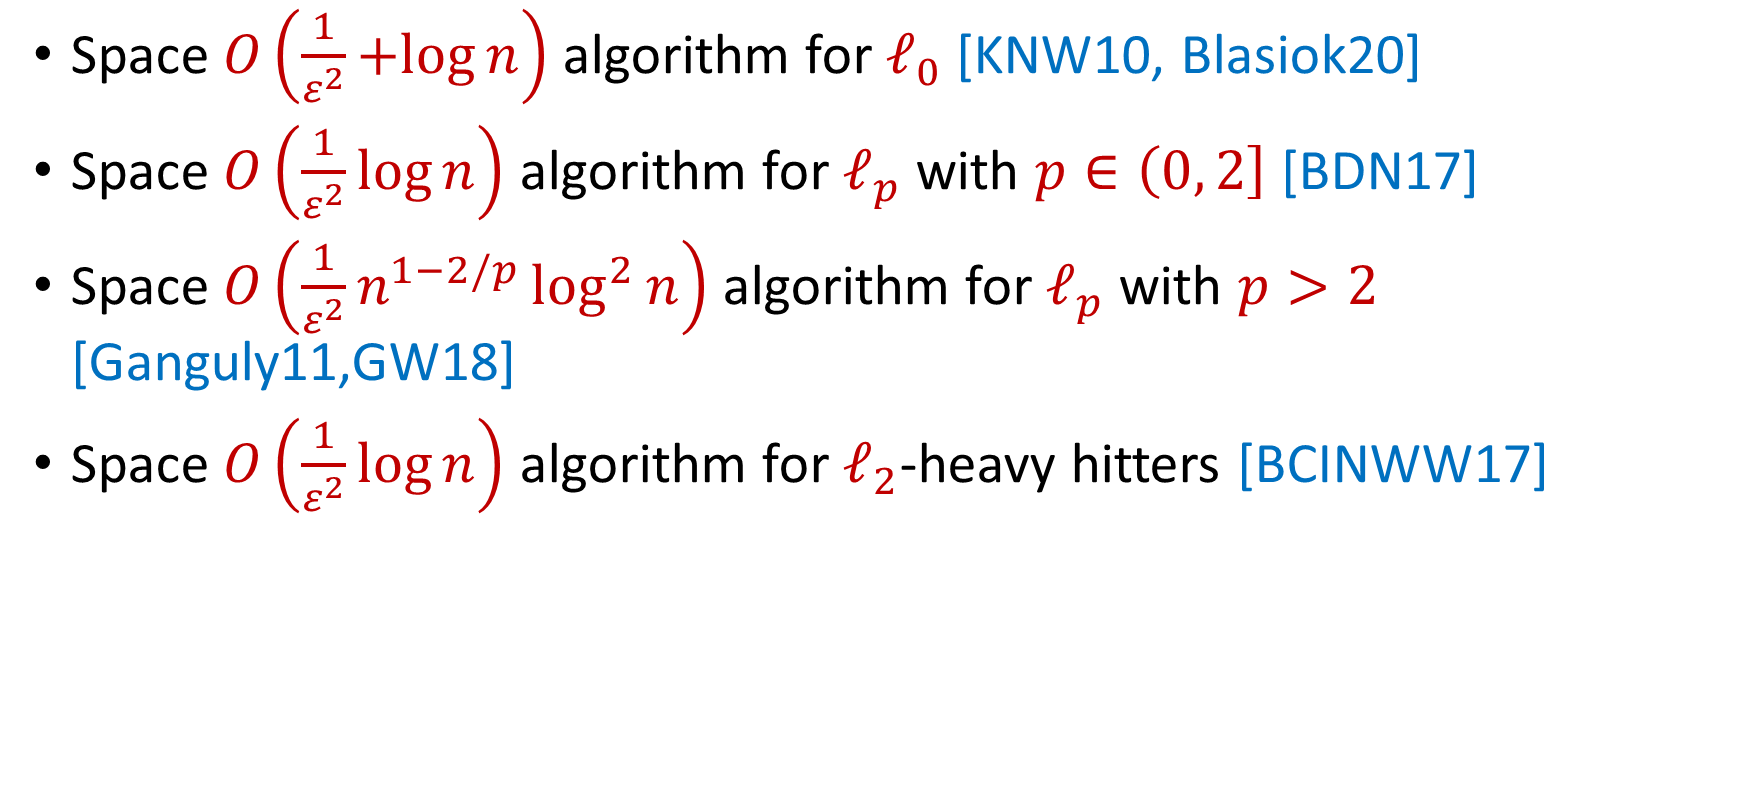 • Space O(1/ε² + log n) algorithm for ℓ₀ [KNW10, Blasiok20]
• Space O(1/ε² log n) algorithm for ℓₚ with p ∈ (0, 2] [BDN17]
• Space O(1/ε² n^{1−2/p} log² n) algorithm for ℓₚ with p > 2
[Ganguly11,GW18]
• Space O(1/ε² log n) algorithm for ℓ₂-heavy hitters [BCINWW17]